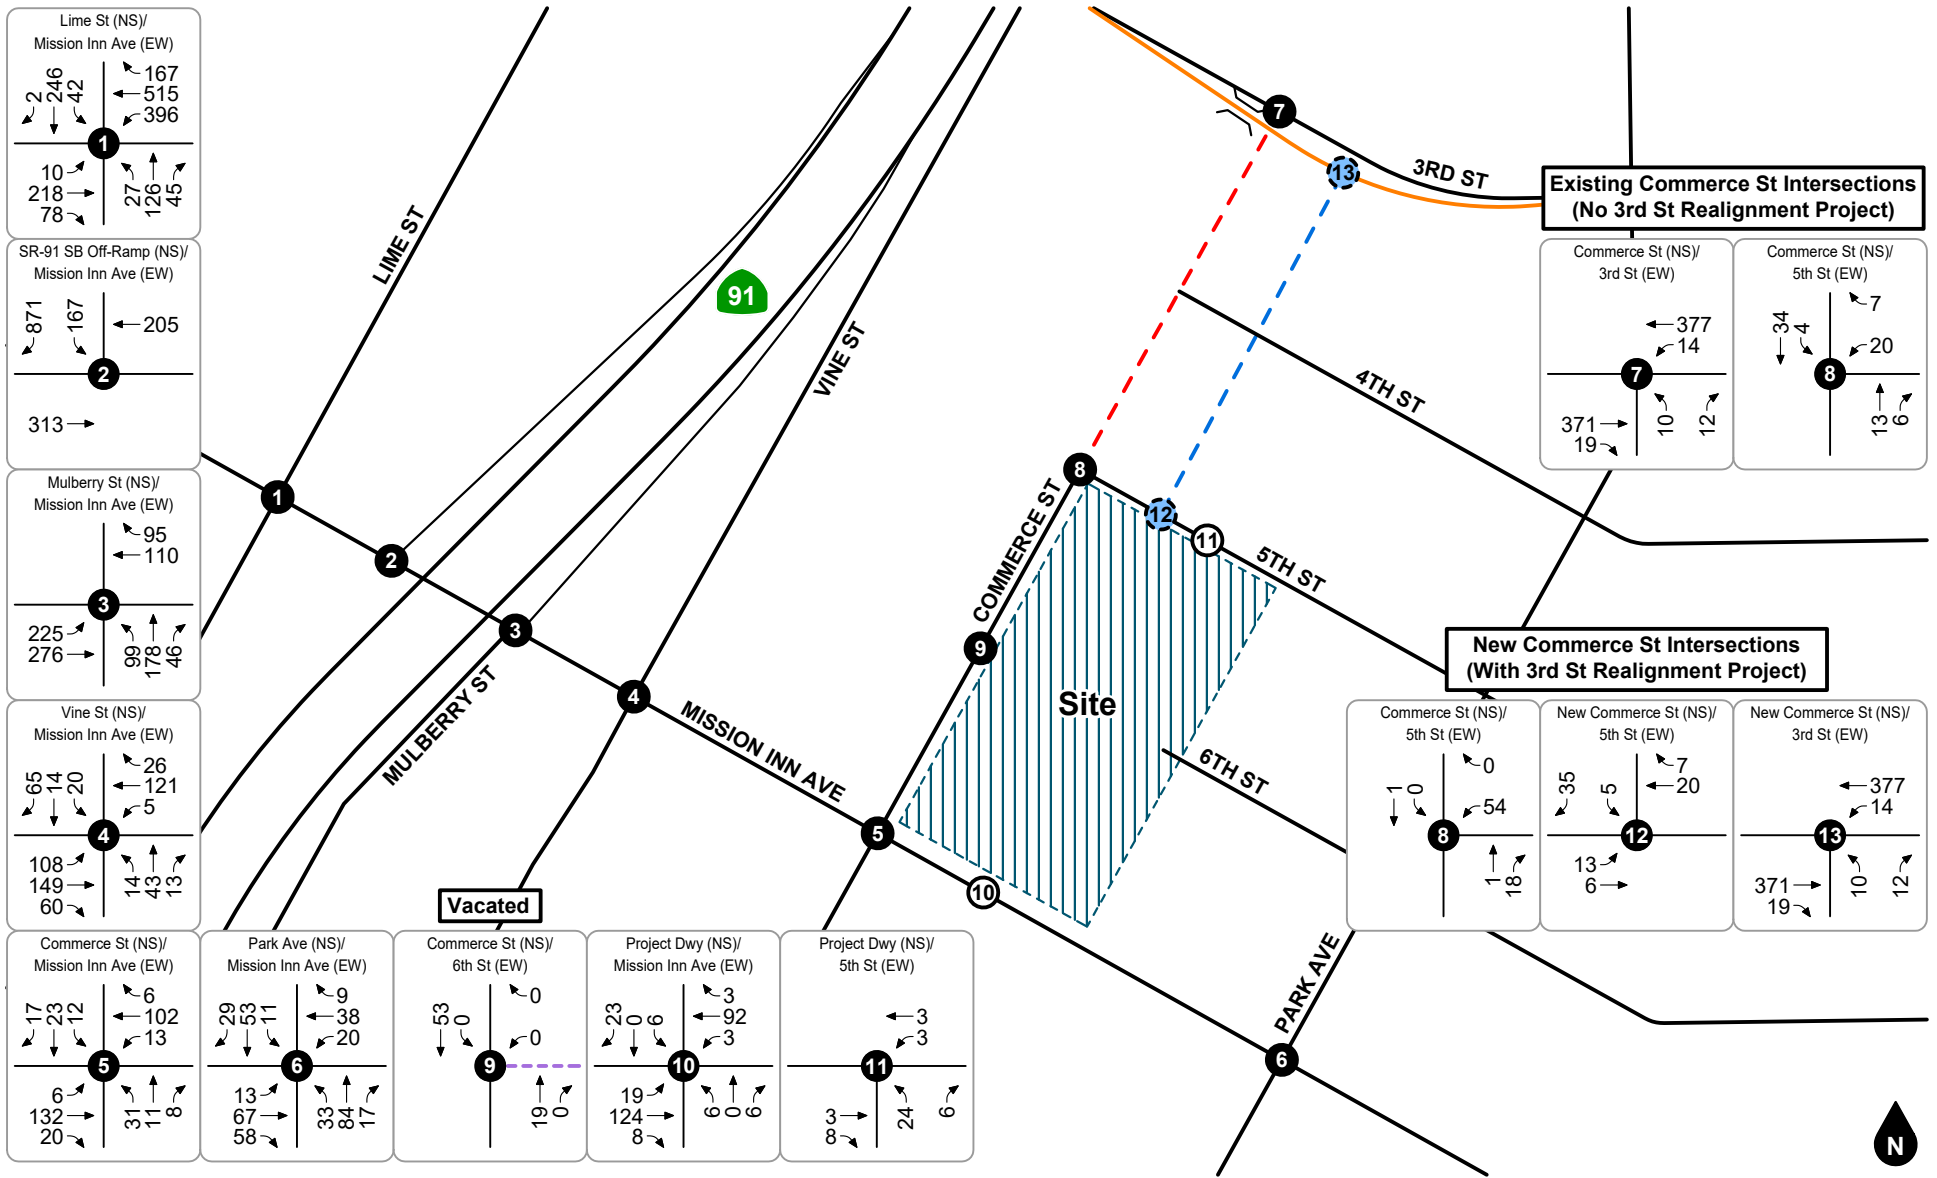 Lime St (NS)/
Mission Inn Ave (EW)
2 246 42
167
515
396
1
10
218
78
27 126 45
SR-91 SB Off-Ramp (NS)/
Mission Inn Ave (EW)
871 167
205
2
313
Mulberry St (NS)/
Mission Inn Ave (EW)
95
110
3
225
276
99 178 46
Vine St (NS)/
Mission Inn Ave (EW)
65 14 20
26
121
5
4
108
149
60
14 43 13
Commerce St (NS)/
Mission Inn Ave (EW)
17 23 12
6
102
13
5
6
132
20
31 11 8
Park Ave (NS)/
Mission Inn Ave (EW)
29 53 11
9
38
20
6
13
67
58
33 84 17
Vacated
Commerce St (NS)/
6th St (EW)
53 0
0
0
9
19 0
Project Dwy (NS)/
Mission Inn Ave (EW)
23 0 6
3
92
3
10
19
124
8
6 0 6
Project Dwy (NS)/
5th St (EW)
3
3
11
3
8
24 6
LIME ST
91
VINE ST
MULBERRY ST
MISSION INN AVE
COMMERCE ST
3RD ST
4TH ST
5TH ST
6TH ST
PARK AVE
Site
1
2
3
4
5
6
7
8
9
10
11
12
13
Existing Commerce St Intersections
(No 3rd St Realignment Project)
Commerce St (NS)/
3rd St (EW)
377
14
7
371
19
10 12
Commerce St (NS)/
5th St (EW)
34 4
7
20
8
13 6
New Commerce St Intersections
(With 3rd St Realignment Project)
Commerce St (NS)/
5th St (EW)
1 0
0
54
8
1 18
New Commerce St (NS)/
5th St (EW)
35 5
7
20
12
13
6
New Commerce St (NS)/
3rd St (EW)
377
14
13
371
19
10 12
N